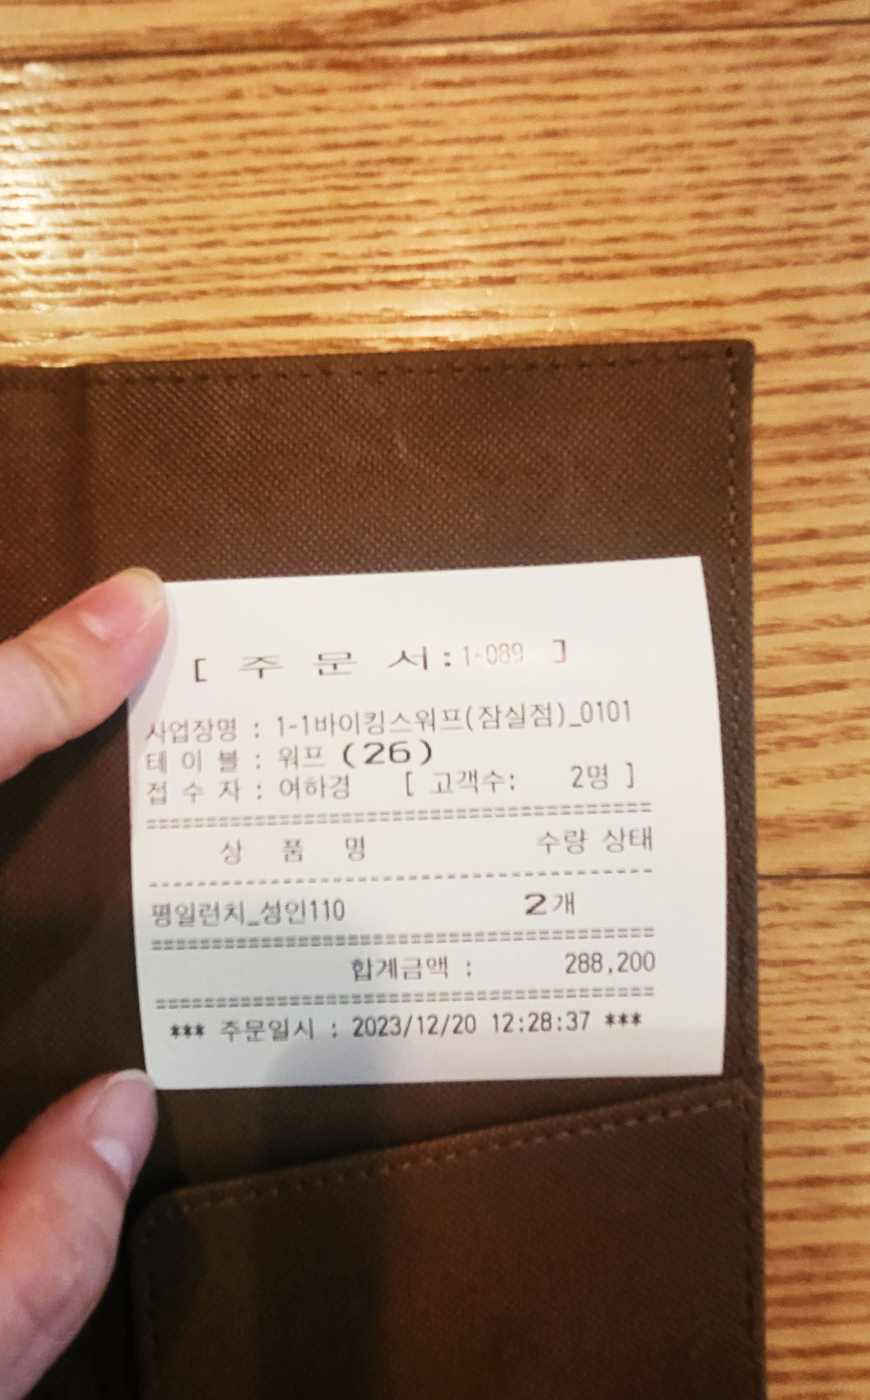 [ 주 문 서:1-089 ]
사업장명 : 1-1바이킹스워프(잠실점)_0101
테 이 블 : 워프 (26)
접 수 자 : 여하경 [ 고객수: 2명 ]
========================================
상 품 명 수량 상태
----------------------------------------
평일런치_성인110 2개
========================================
합계금액 : 288,200
========================================
*** 주문일시 : 2023/12/20 12:28:37 ***